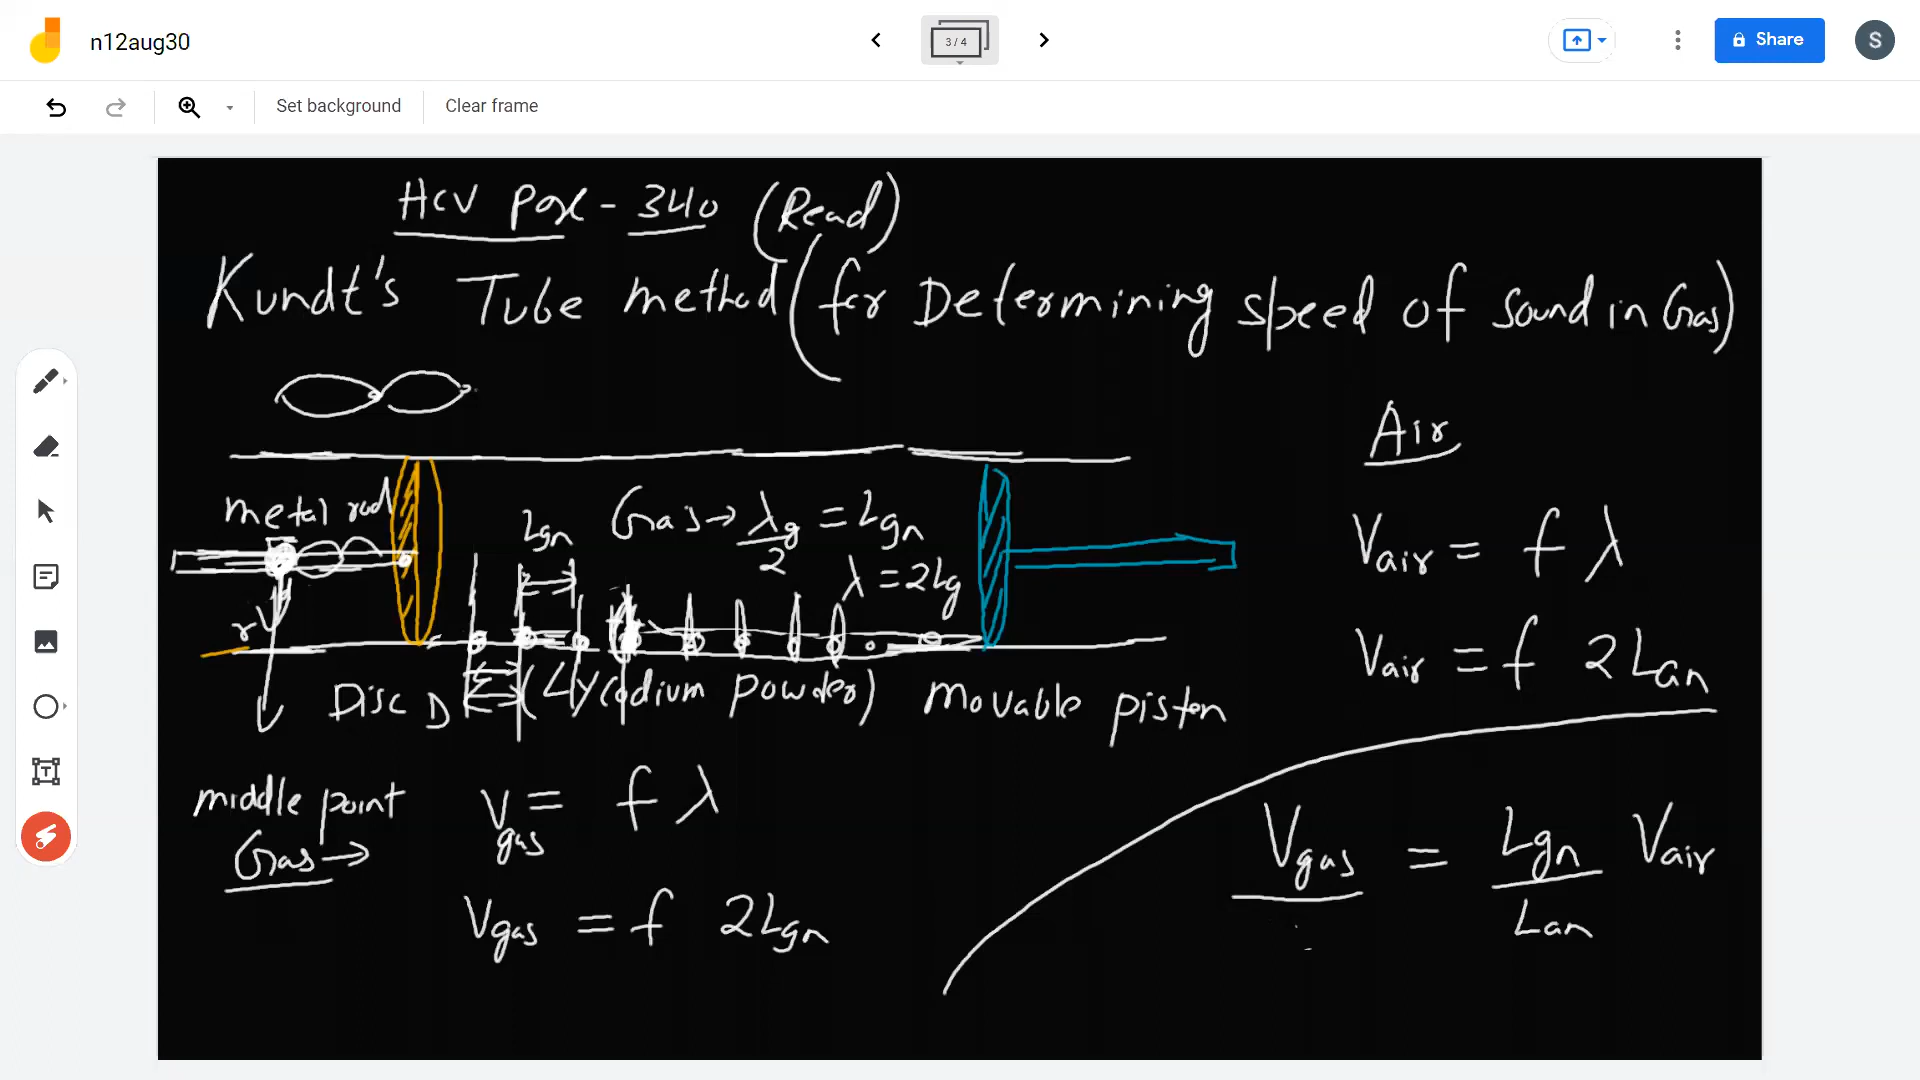 n12aug30
3 / 4
Share
S
Set background
Clear frame
HCV Page - 340 (Read)
Kundt's Tube method (for Determining speed of sound in Gas)
Air
metal rod
Lgn
Gas → λg/2 = Lgn
λ = 2Lg
Vair = f λ
Vair = f 2Lan
Disc D
(Lycodium powder)
Movable piston
middle point
Vgas = f λ
Gas →
Vgas = f 2Lgn
Vgas = Lgn/Lan Vair